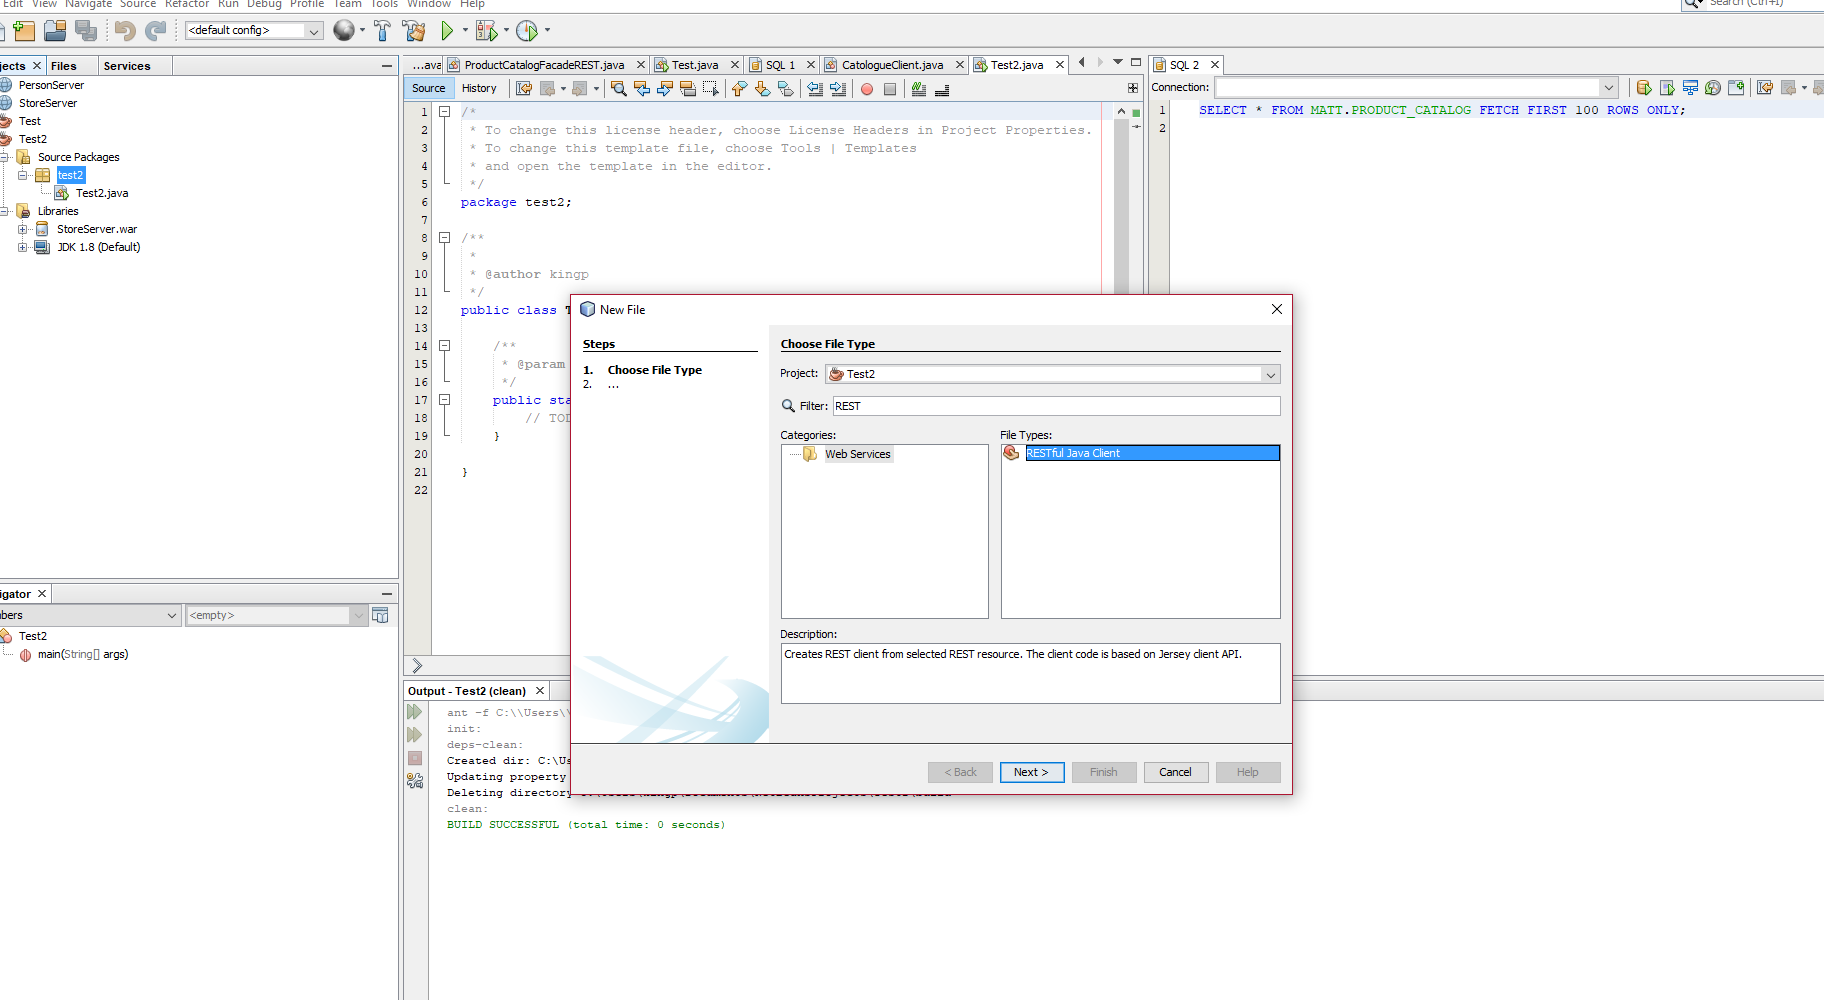 Edit View Navigate Source Refactor Run Debug Profile Team Tools Window Help
Search (Ctrl+I)
<default config>
jects Files Services
PersonServer
StoreServer
Test
Test2
Source Packages
test2
Test2.java
Libraries
StoreServer.war
JDK 1.8 (Default)
...ava ProductCatalogFacadeREST.java Test.java SQL 1 CatologueClient.java Test2.java
Source History
1 /*
2 * To change this license header, choose License Headers in Project Properties.
3 * To change this template file, choose Tools | Templates
4 * and open the template in the editor.
5 */
6 package test2;
7
8 /**
9 *
10 * @author kingp
11 */
12 public class
13
14 /**
15 * @param
16 */
17 public sta
18 // TOD
19 }
20
21 }
22
SQL 2
Connection:
1 SELECT * FROM MATT.PRODUCT_CATALOG FETCH FIRST 100 ROWS ONLY;
2
New File
Steps
1. Choose File Type
2. ...
Choose File Type
Project: Test2
Filter: REST
Categories:
Web Services
File Types:
RESTful Java Client
Description:
Creates REST client from selected REST resource. The client code is based on Jersey client API.
< Back Next > Finish Cancel Help
igator
bers <empty>
Test2
main(String[] args)
Output - Test2 (clean)
ant -f C:\\Users\\
init:
deps-clean:
Created dir: C:\Us
Updating property
Deleting directory
clean:
BUILD SUCCESSFUL (total time: 0 seconds)